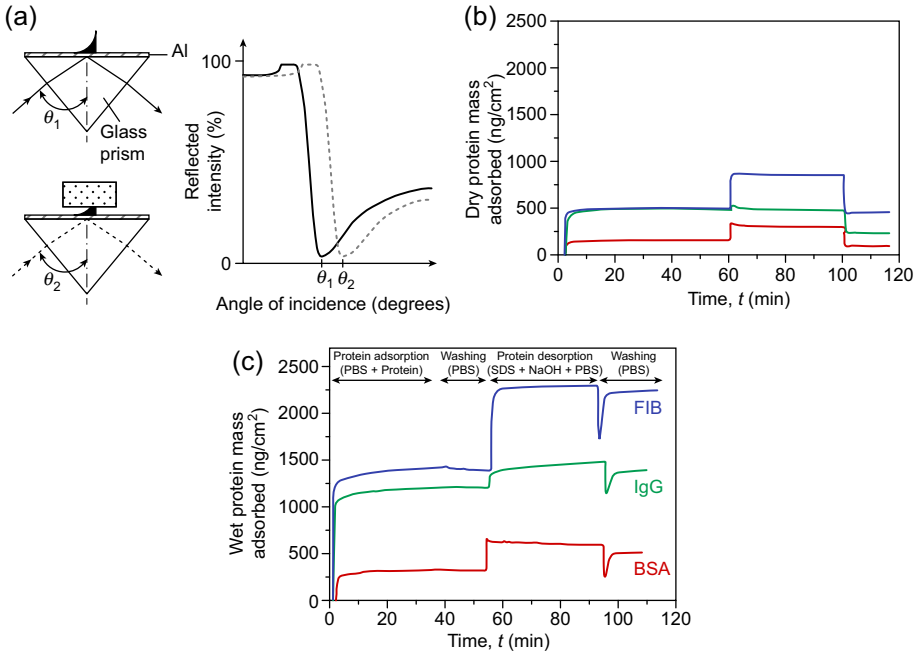 (a)
Al
θ1
Glass
prism
θ2
Reflected
intensity (%)
100
0
θ1 θ2
Angle of incidence (degrees)
(b)
Dry protein mass
adsorbed (ng/cm2)
2500
2000
1500
1000
500
250
0
0 20 40 60 80 100 120
Time, t (min)
(c)
Wet protein mass
adsorbed (ng/cm2)
2500
2000
1500
1000
500
0
Protein adsorption
(PBS + Protein)
Washing
(PBS)
Protein desorption
(SDS + NaOH + PBS)
Washing
(PBS)
FIB
IgG
BSA
0 20 40 60 80 100 120
Time, t (min)